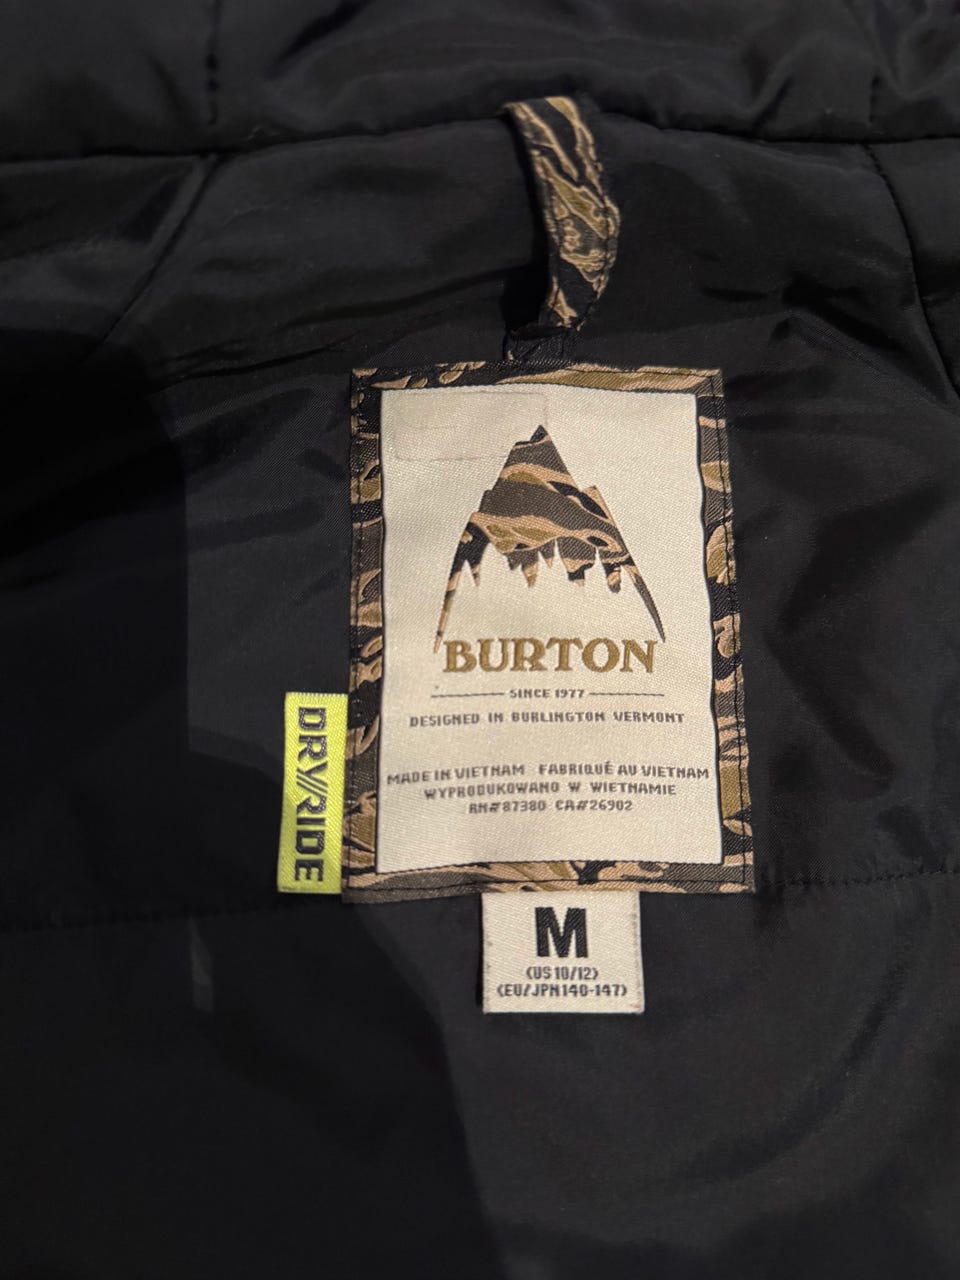 BURTON
SINCE 1977
DESIGNED IN BURLINGTON VERMONT
MADE IN VIETNAM FABRIQUÉ AU VIETNAM
WYPRODUKOWANO W WIETNAMIE
RN#87380 CA#26902
DRY//RIDE
M
(US 10/12)
(EU/JPN 140-147)